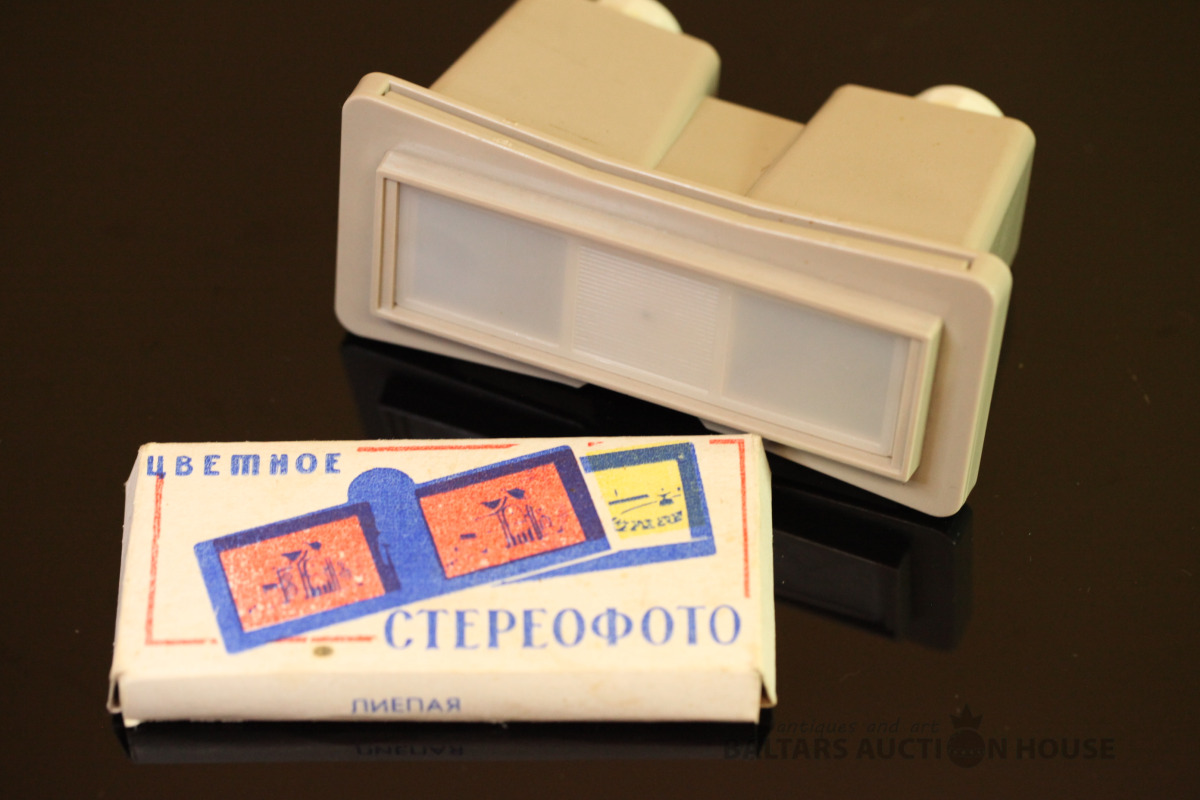 ЦВЕТНОЕ
СТЕРЕОФОТО
ЛИЕПАЯ
antiques and art
BALTARS AUCTION HOUSE